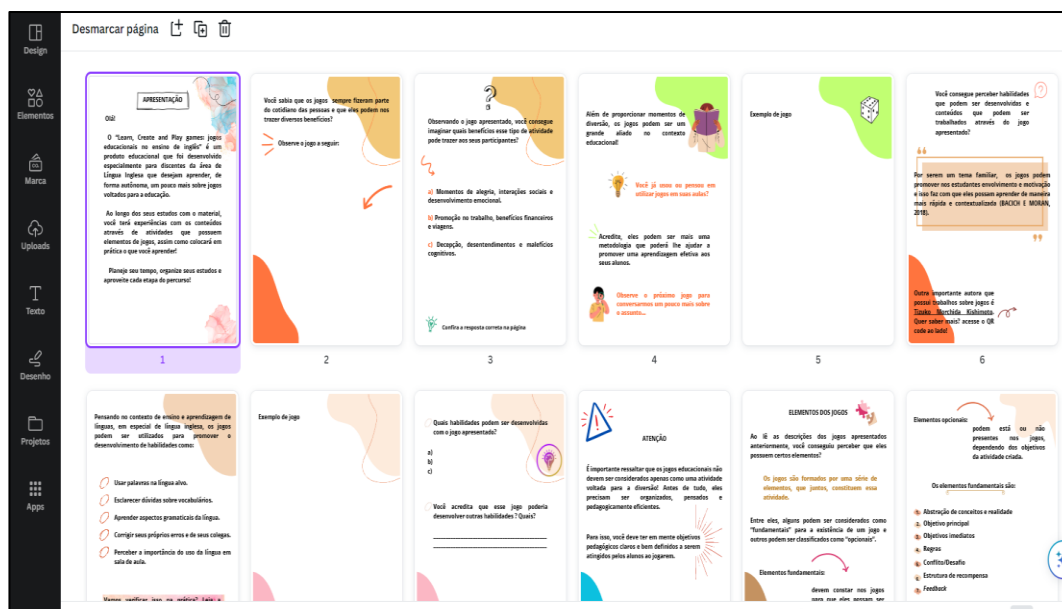 Desmarcar página
Design
Elementos
Marca
Uploads
Texto
Desenho
Projetos
Apps
APRESENTAÇÃO
Olá!
O "Learn, Create and Play games: jogos
educacionais no ensino de inglês" é um
produto educacional que foi desenvolvido
especialmente para discentes da área de
Língua Inglesa que desejam aprender, de
forma autônoma, um pouco mais sobre jogos
voltados para a educação.
Ao longo dos seus estudos com o material,
você terá experiências com os conteúdos
através de atividades que possuem
elementos de jogos, assim como colocará em
prática o que você aprender!
Planeje seu tempo, organize seus estudos e
aproveite cada etapa do percurso!
1
Você sabia que os jogos sempre fizeram parte
do cotidiano das pessoas e que eles podem nos
trazer diversos benefícios?
Observe o jogo a seguir:
2
Observando o jogo apresentado, você consegue
imaginar quais benefícios esse tipo de atividade
pode trazer aos seus participantes?
a) Momentos de alegria, interações sociais e
desenvolvimento emocional.
b) Promoção no trabalho, benefícios financeiros
e viagens.
c) Decepção, desentendimentos e malefícios
cognitivos.
Confira a resposta correta na página
3
Além de proporcionar momentos de
diversão, os jogos podem ser um
grande aliado no contexto
educacional!
Você já usou ou pensou em
utilizar jogos em suas aulas?
Acredite, eles podem ser mais uma
metodologia que poderá lhe ajudar a
promover uma aprendizagem efetiva aos
seus alunos.
Observe o próximo jogo para
conversarmos um pouco mais sobre
o assunto...
4
Exemplo de jogo
5
Você consegue perceber habilidades
que podem ser desenvolvidas e
conteúdos que podem ser
trabalhados através do jogo
apresentado?
Por serem um tema familiar, os jogos podem
promover nos estudantes envolvimento e motivação
e isso faz com que eles possam aprender de maneira
mais rápida e contextualizado (BACICH E MORAN,
2018).
Outra importante autora que
possui trabalhos sobre jogos é
Tizuko Morchida Kishimoto.
Quer saber mais? acesse o QR
code ao lado!
6
Pensando no contexto de ensino e aprendizagem de
línguas, em especial de língua inglesa, os jogos
podem ser utilizados para promover o
desenvolvimento de habilidades como:
Usar palavras na língua alvo.
Esclarecer dúvidas sobre vocabulários.
Aprender aspectos gramaticais da língua.
Corrigir seus próprios erros e de seus colegas.
Perceber a importância do uso da língua em
sala de aula.
Vamos verificar isso na prática? Leia o
Exemplo de jogo
Quais habilidades podem ser desenvolvidas
com o jogo apresentado?
a)
b)
c)
Você acredita que esse jogo poderia
desenvolver outras habilidades ? Quais?
ATENÇÃO
É importante ressaltar que os jogos educacionais não
devem ser considerados apenas como uma atividade
voltada para a diversão! Antes de tudo, eles
precisam ser organizados, pensados e
pedagogicamente eficientes.
Para isso, você deve ter em mente objetivos
pedagógicos claros e bem definidos a serem
atingidos pelos alunos ao jogarem.
ELEMENTOS DOS JOGOS
Ao lê as descrições dos jogos apresentados
anteriormente, você conseguiu perceber que eles
possuem certos elementos?
Os jogos são formados por uma série de
elementos, que juntos, constituem essa
atividade.
Entre eles, alguns podem ser considerados como
"fundamentais" para a existência de um jogo e
outros podem ser classificados como "opcionais".
Elementos fundamentais:
devem constar nos jogos
para que eles possam ser
Elementos opcionais:
podem está ou não
presentes nos jogos,
dependendo dos objetivos
da atividade criada.
Os elementos fundamentais são:
1. Abstração de conceitos e realidade
2. Objetivo principal
3. Objetivos imediatos
4. Regras
5. Conflito/Desafio
6. Estrutura de recompensa
8. Feedback